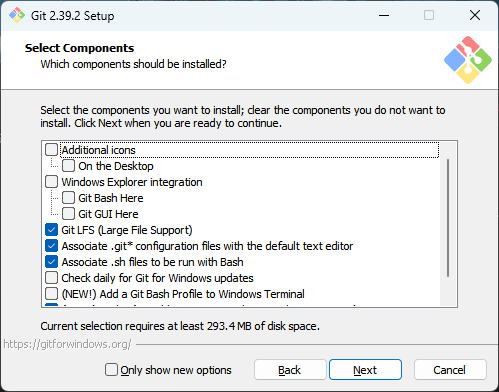 Git 2.39.2 Setup
Select Components
Which components should be installed?
Select the components you want to install; clear the components you do not want to
install. Click Next when you are ready to continue.
Additional icons
On the Desktop
Windows Explorer integration
Git Bash Here
Git GUI Here
Git LFS (Large File Support)
Associate .git* configuration files with the default text editor
Associate .sh files to be run with Bash
Check daily for Git for Windows updates
(NEW!) Add a Git Bash Profile to Windows Terminal
Current selection requires at least 293.4 MB of disk space.
https://gitforwindows.org/
Only show new options
Back
Next
Cancel